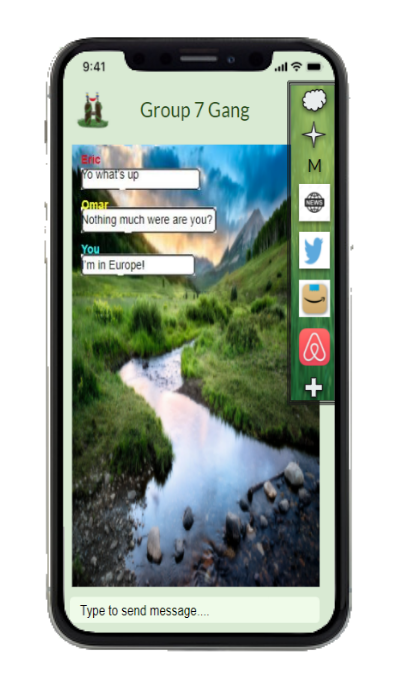 9:41
Group 7 Gang
M
NEWS
Eric
Yo what's up
Omar
Nothing much were are you?
You
I'm in Europe!
Type to send message....